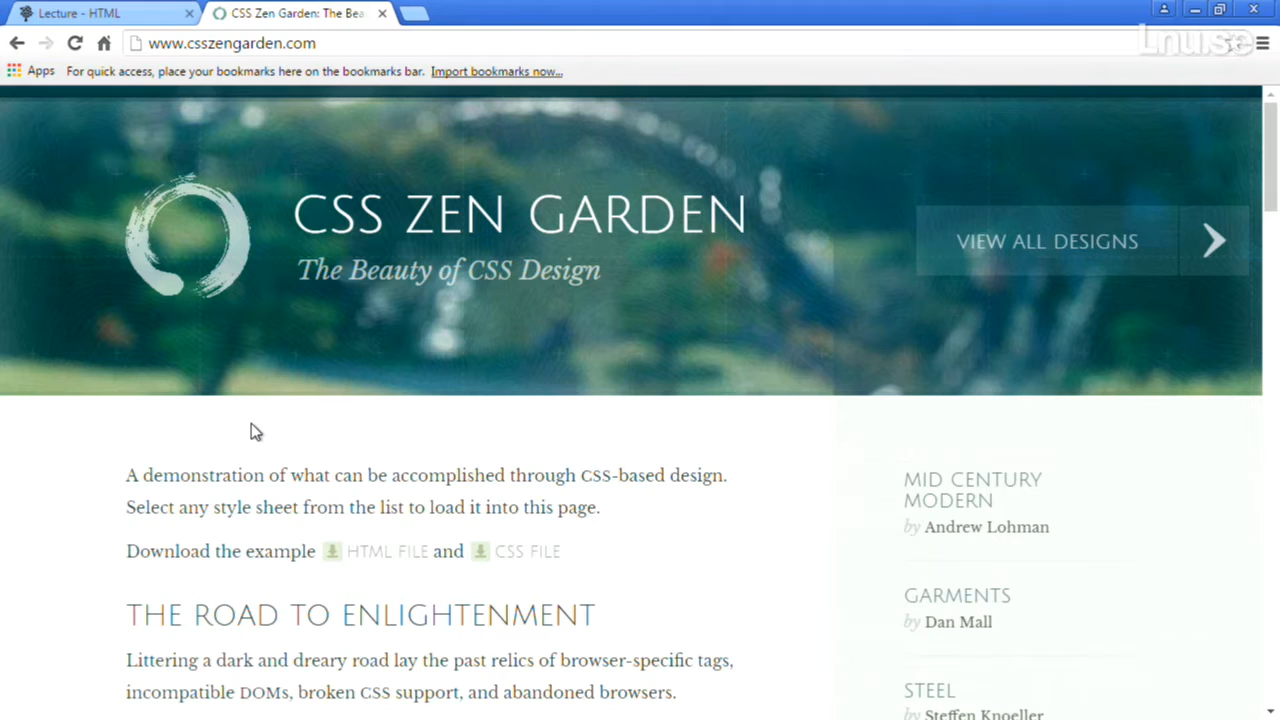 Lecture - HTML
CSS Zen Garden: The Bea
www.csszengarden.com
Lnu.se
Apps For quick access, place your bookmarks here on the bookmarks bar. Import bookmarks now...
CSS ZEN GARDEN
The Beauty of CSS Design
VIEW ALL DESIGNS
A demonstration of what can be accomplished through CSS-based design.
Select any style sheet from the list to load it into this page.
Download the example HTML FILE and CSS FILE
THE ROAD TO ENLIGHTENMENT
Littering a dark and dreary road lay the past relics of browser-specific tags,
incompatible DOMs, broken CSS support, and abandoned browsers.
MID CENTURY
MODERN
by Andrew Lohman
GARMENTS
by Dan Mall
STEEL
by Steffen Knoeller